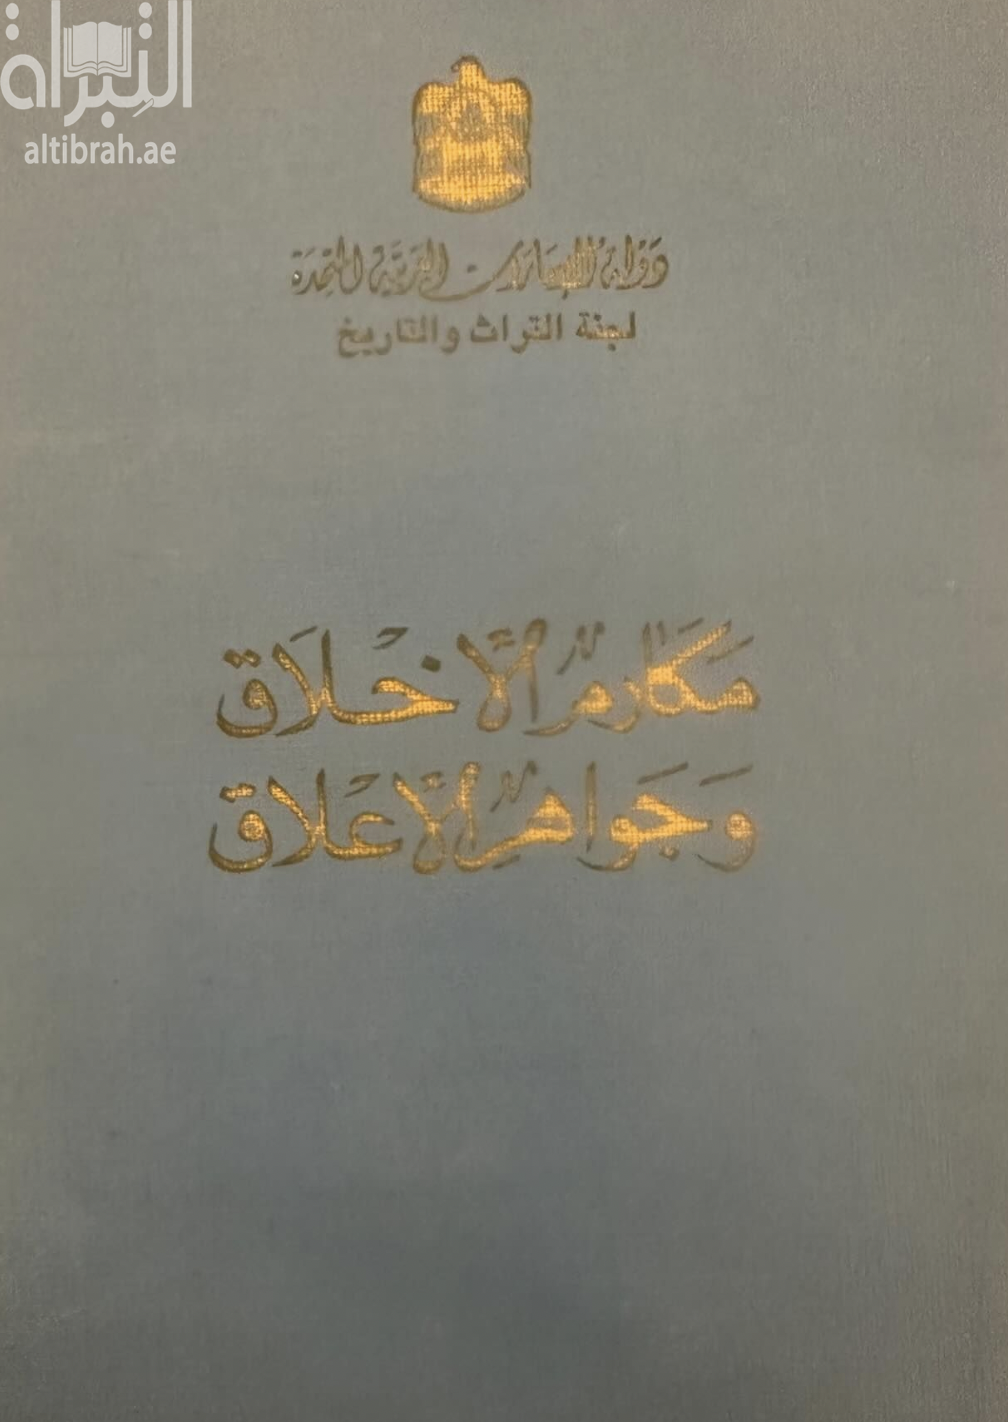 التبراة
altibrah.ae
دولة الإمارات العربية المتحدة
لجنة التراث والتاريخ
مكارم الأخلاق
وجواهر الأعلاق